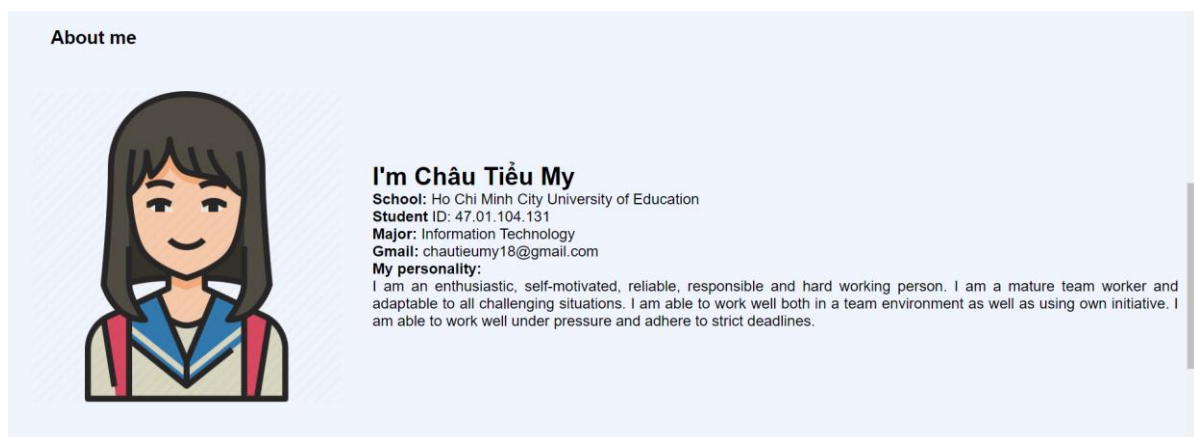 About me
I'm Châu Tiểu My
School: Ho Chi Minh City University of Education
Student ID: 47.01.104.131
Major: Information Technology
Gmail: chautieumy18@gmail.com
My personality:
I am an enthusiastic, self-motivated, reliable, responsible and hard working person. I am a mature team worker and
adaptable to all challenging situations. I am able to work well both in a team environment as well as using own initiative. I
am able to work well under pressure and adhere to strict deadlines.